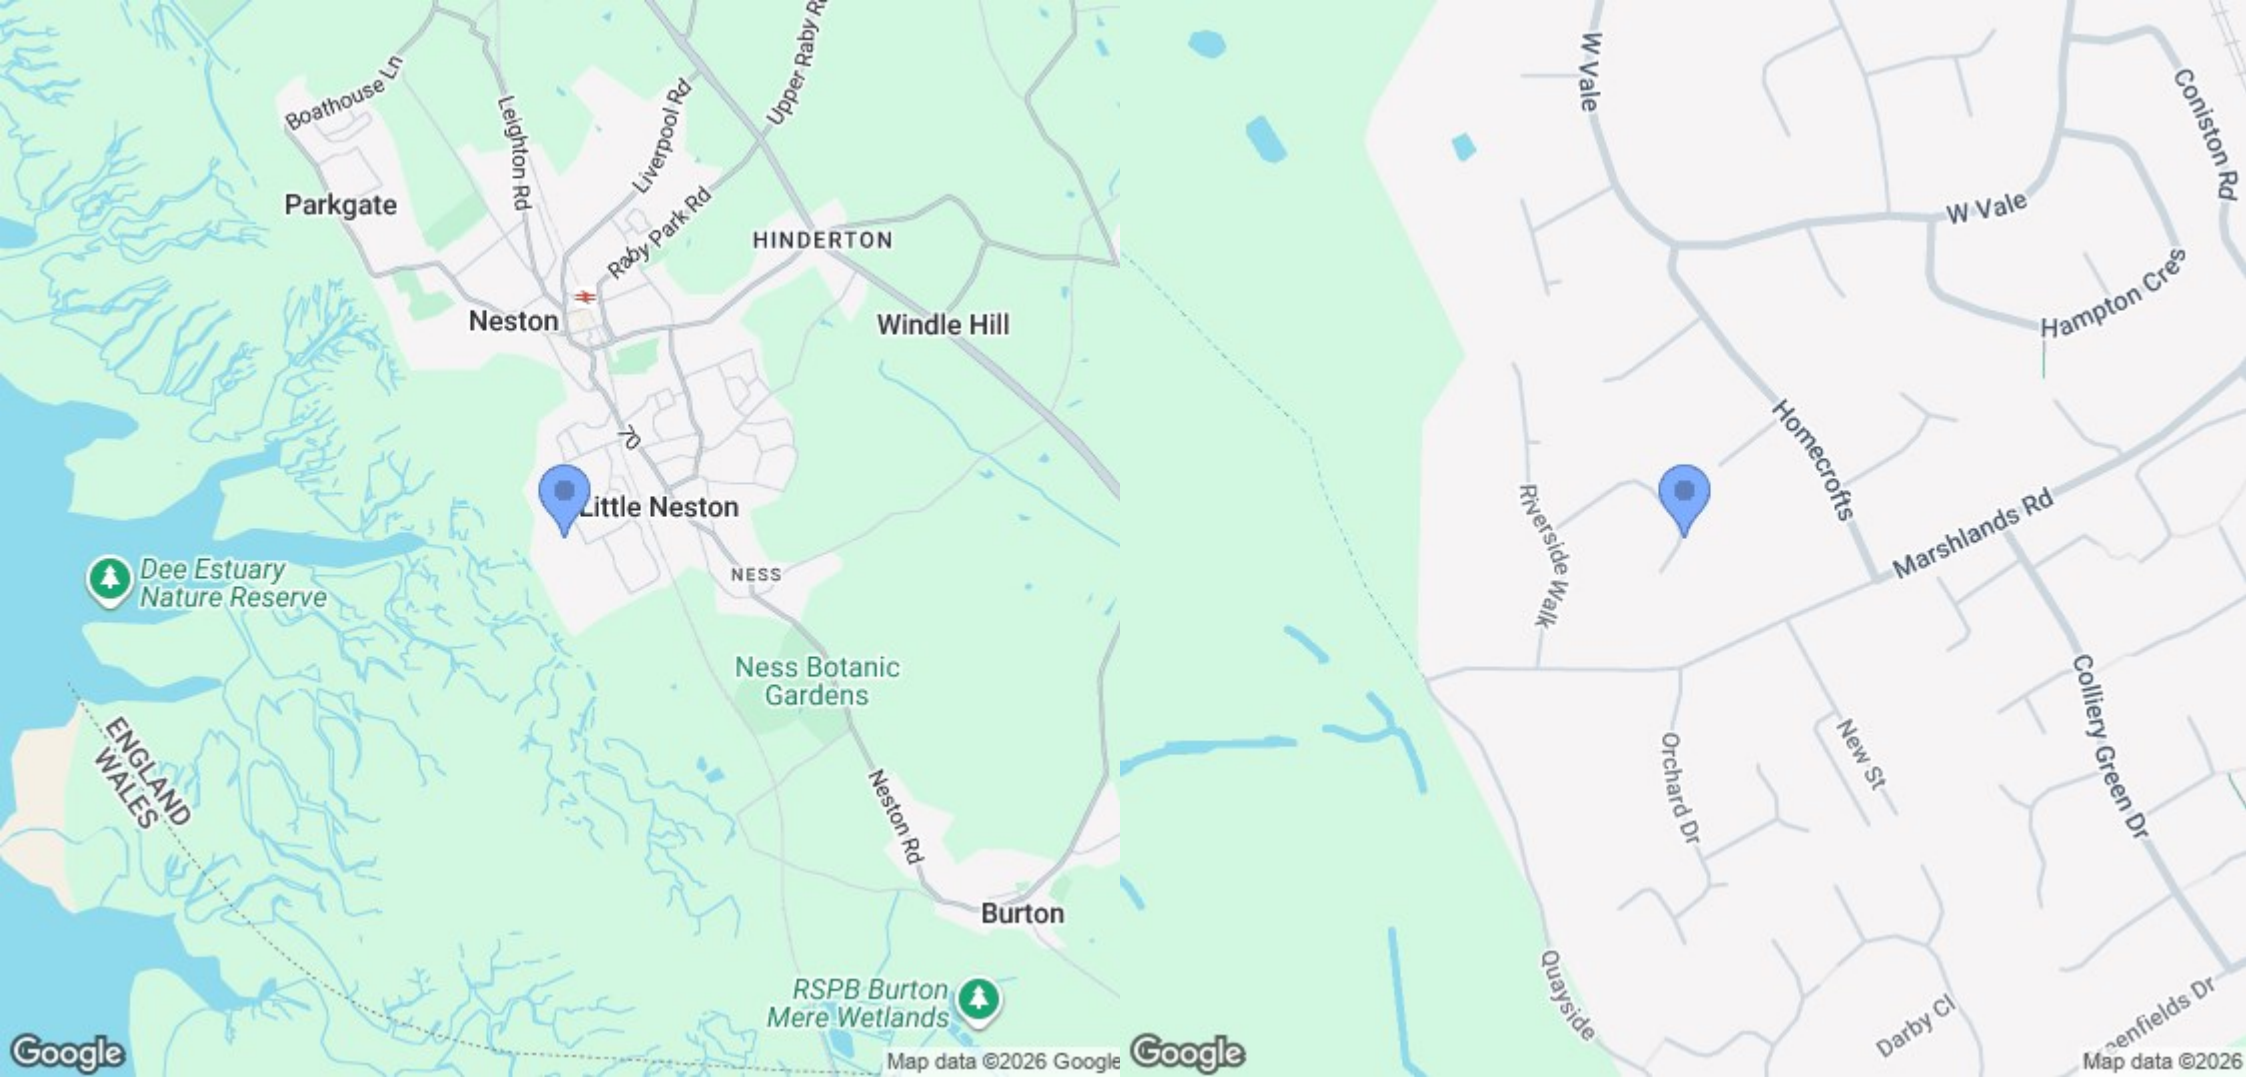 Boathouse Ln
Leighton Rd
Liverpool Rd
Upper Raby Rd
Parkgate
Raby Park Rd
HINDERTON
Neston
Windle Hill
70
Little Neston
Dee Estuary
Nature Reserve
NESS
Ness Botanic
Gardens
ENGLAND
WALES
Neston Rd
Burton
RSPB Burton
Mere Wetlands
Google
Map data ©2026 Google
W Vale
Coniston Rd
W Vale
Hampton Cres
Homecrofts
Riverside Walk
Marshlands Rd
Colliery Green Dr
New St
Orchard Dr
Quayside
Darby Cl
eenfields Dr
Google
Map data ©2026